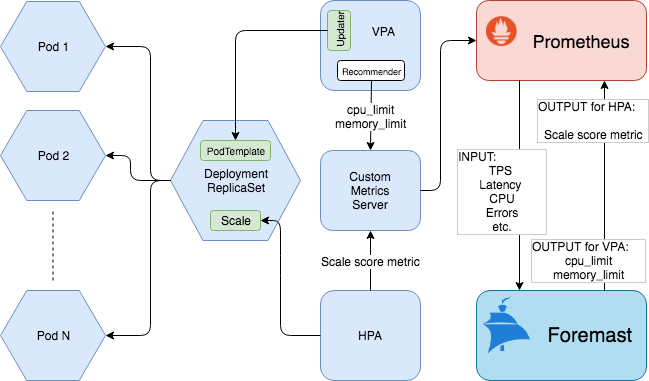 Pod 1
Pod 2
Pod N
PodTemplate
Deployment
ReplicaSet
Scale
Updater
VPA
Recommender
cpu_limit
memory_limit
Custom
Metrics
Server
Scale score metric
HPA
Prometheus
INPUT:
TPS
Latency
CPU
Errors
etc.
OUTPUT for HPA:
Scale score metric
OUTPUT for VPA:
cpu_limit
memory_limit
Foremast